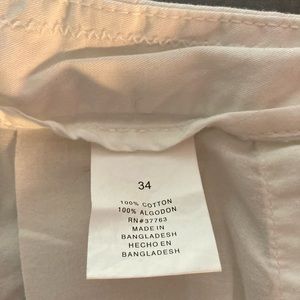 34
100% COTTON
100% ALGODON
RN#37763
MADE IN
BANGLADESH
HECHO EN
BANGLADESH